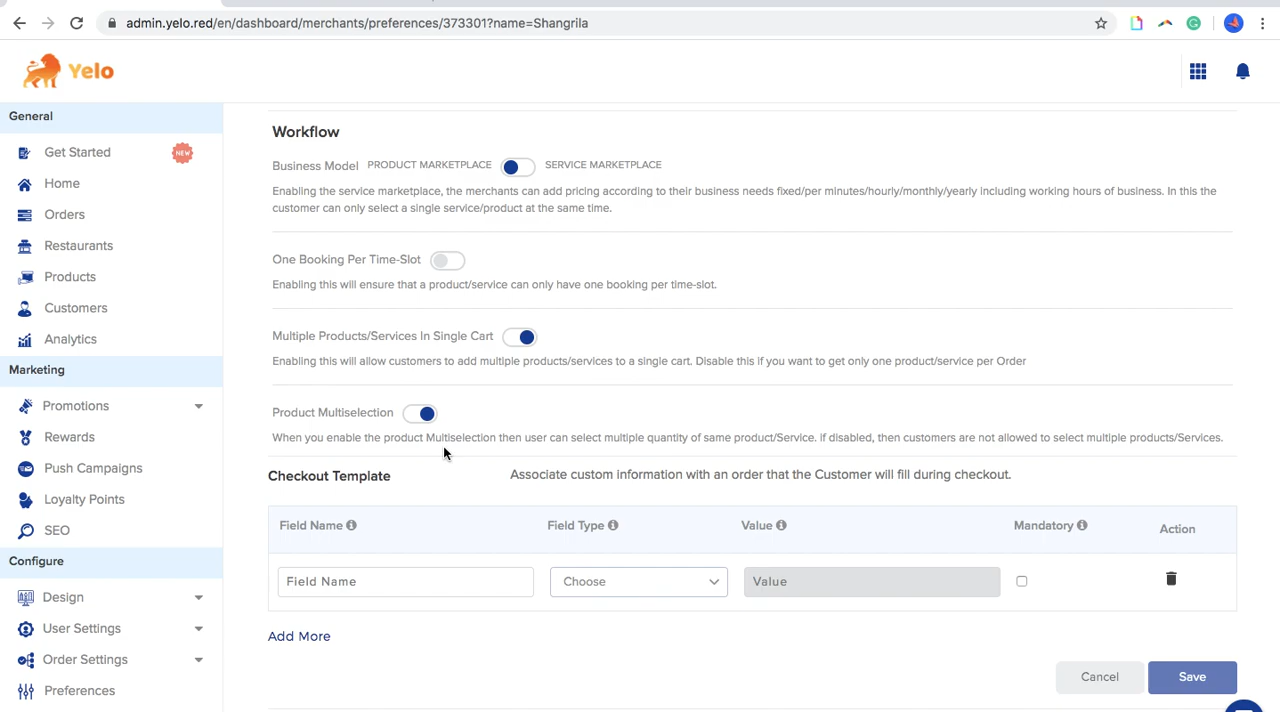 admin.yelo.red/en/dashboard/merchants/preferences/373301?name=Shangrila
Yelo
General
Get Started
NEW
Home
Orders
Restaurants
Products
Customers
Analytics
Marketing
Promotions
Rewards
Push Campaigns
Loyalty Points
SEO
Configure
Design
User Settings
Order Settings
Preferences
Workflow
Business Model PRODUCT MARKETPLACE SERVICE MARKETPLACE
Enabling the service marketplace, the merchants can add pricing according to their business needs fixed/per minutes/hourly/monthly/yearly including working hours of business. In this the
customer can only select a single service/product at the same time.
One Booking Per Time-Slot
Enabling this will ensure that a product/service can only have one booking per time-slot.
Multiple Products/Services In Single Cart
Enabling this will allow customers to add multiple products/services to a single cart. Disable this if you want to get only one product/service per Order
Product Multiselection
When you enable the product Multiselection then user can select multiple quantity of same product/Service. if disabled, then customers are not allowed to select multiple products/Services.
Checkout Template Associate custom information with an order that the Customer will fill during checkout.
Field Name Field Type Value Mandatory Action
Field Name Choose Value
Add More
Cancel Save